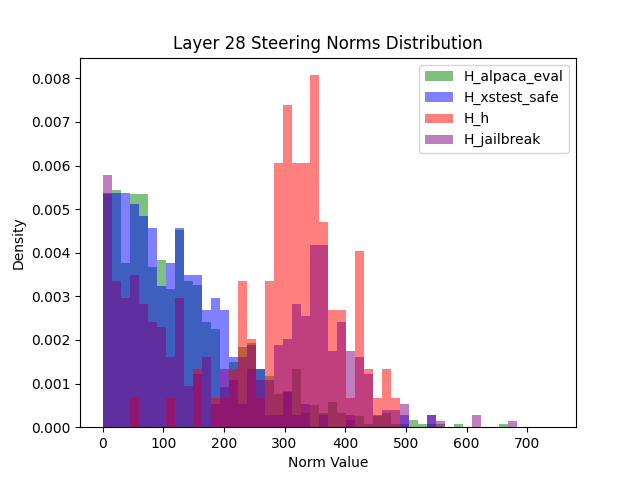 Layer 28 Steering Norms Distribution
H_alpaca_eval
H_xstest_safe
H_h
H_jailbreak
0.008
0.007
0.006
0.005
0.004
0.003
0.002
0.001
0.000
Density
0 100 200 300 400 500 600 700
Norm Value